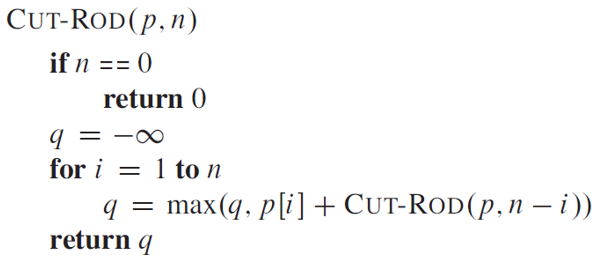 CUT-ROD(p, n)
if n == 0
return 0
q = −∞
for i = 1 to n
q = max(q, p[i] + CUT-ROD(p, n − i))
return q